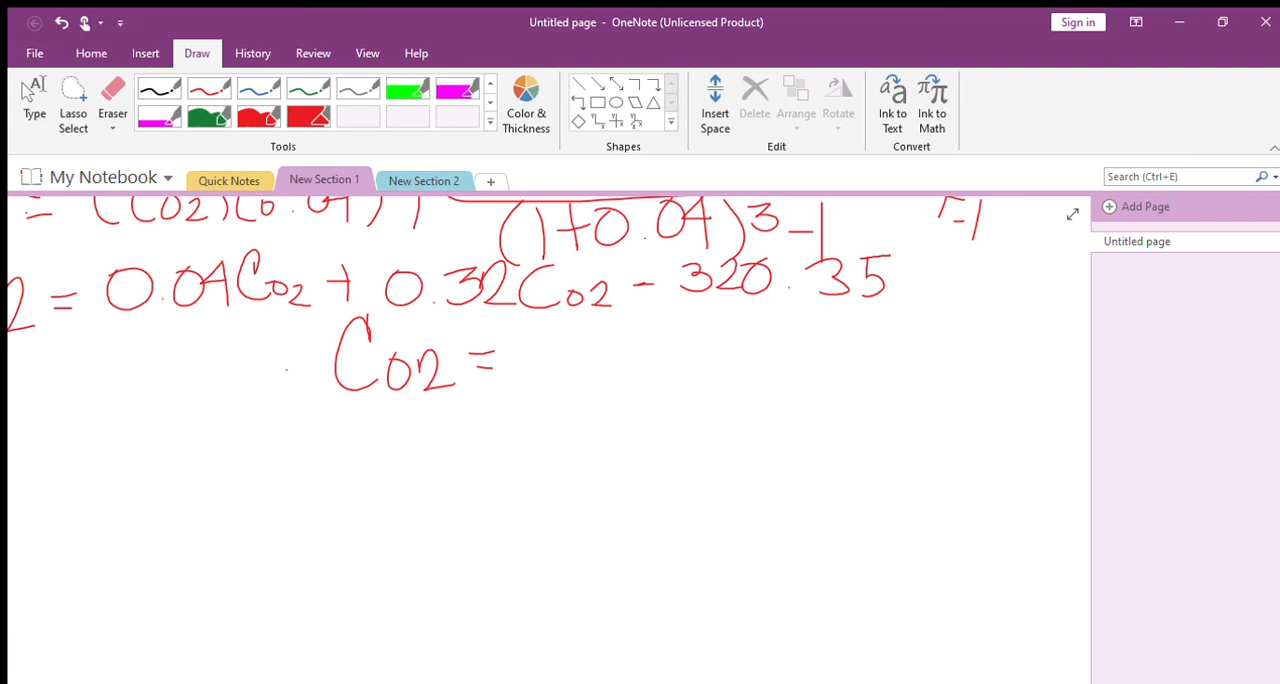 Untitled page - OneNote (Unlicensed Product)
Sign in
File Home Insert Draw History Review View Help
Type
Lasso Select
Eraser
Color & Thickness
Insert Space
Delete
Arrange
Rotate
Ink to Text
Ink to Math
Tools
Shapes
Edit
Convert
My Notebook
Quick Notes
New Section 1
New Section 2
Search (Ctrl+E)
Add Page
Untitled page
= (CO2)(0.04) +
(1+0.04)3-1
2 = 0.04CO2 + 0.32CO2 - 320.35
CO2 =